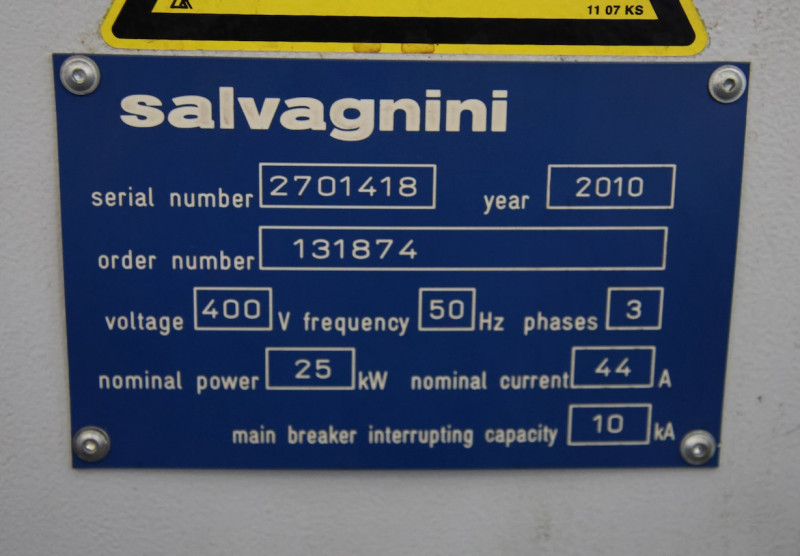 11 07 KS
salvagnini
serial number 2701418 year 2010
order number 131874
voltage 400 V frequency 50 Hz phases 3
nominal power 25 kW nominal current 44 A
main breaker interrupting capacity 10 kA